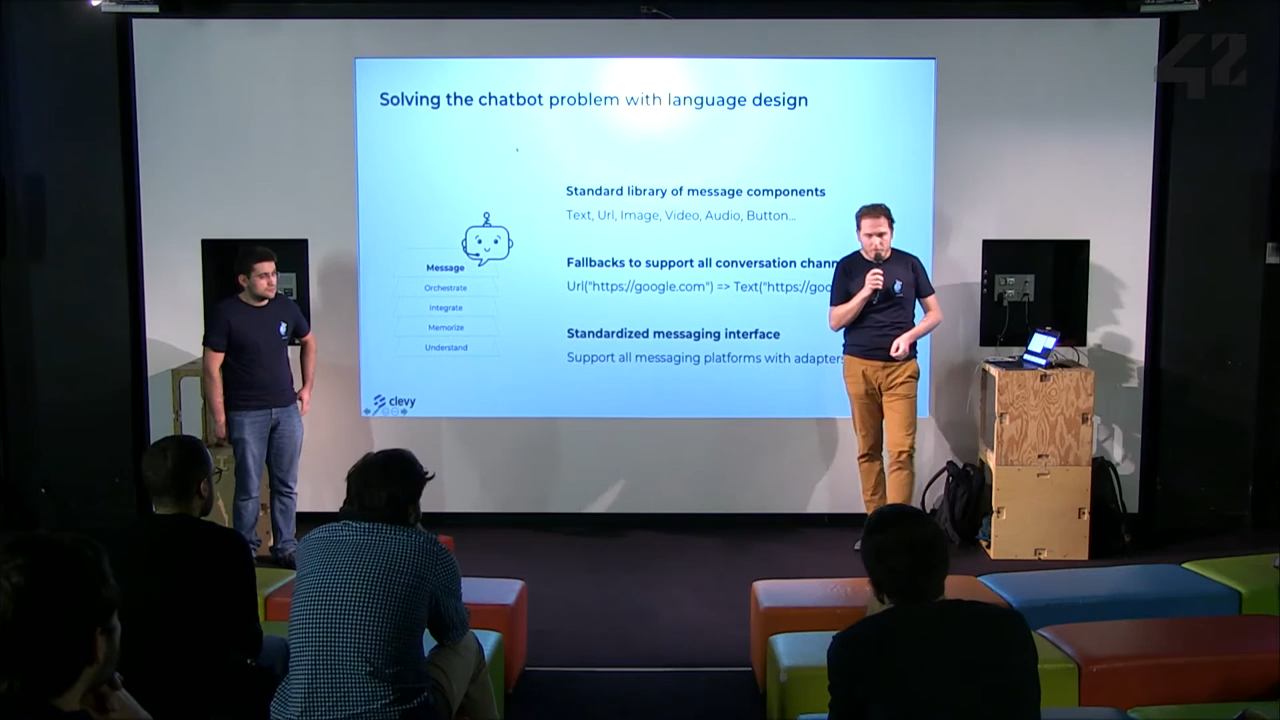 42
Solving the chatbot problem with language design
Standard library of message components
Text, Url, Image, Video, Audio, Button...
Message
Orchestrate
Integrate
Memorize
Understand
Fallbacks to support all conversation
Url("https://google.com") => Text("https://goo
Standardized messaging interface
Support all messaging platforms with adapters
clevy